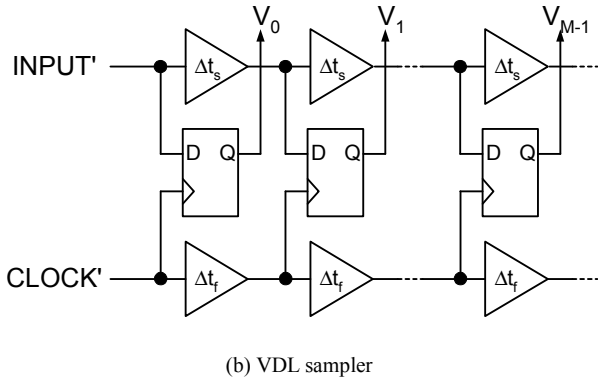 V0 V1 VM-1
INPUT' Δts Δts Δts
D Q D Q D Q
CLOCK' Δtf Δtf Δtf
(b) VDL sampler